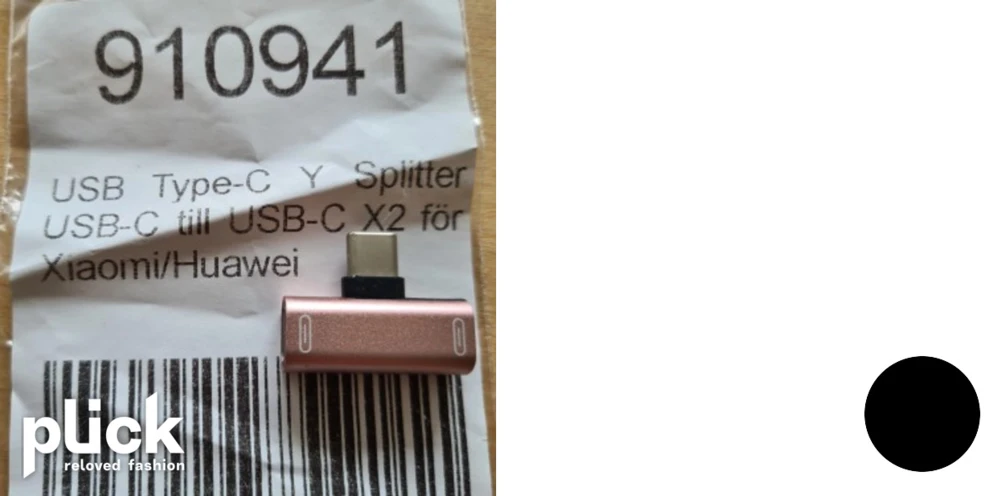 910941
USB Type-C Y Splitter
USB-C till USB-C X2 för
Xiaomi/Huawei
plick
reloved fashion